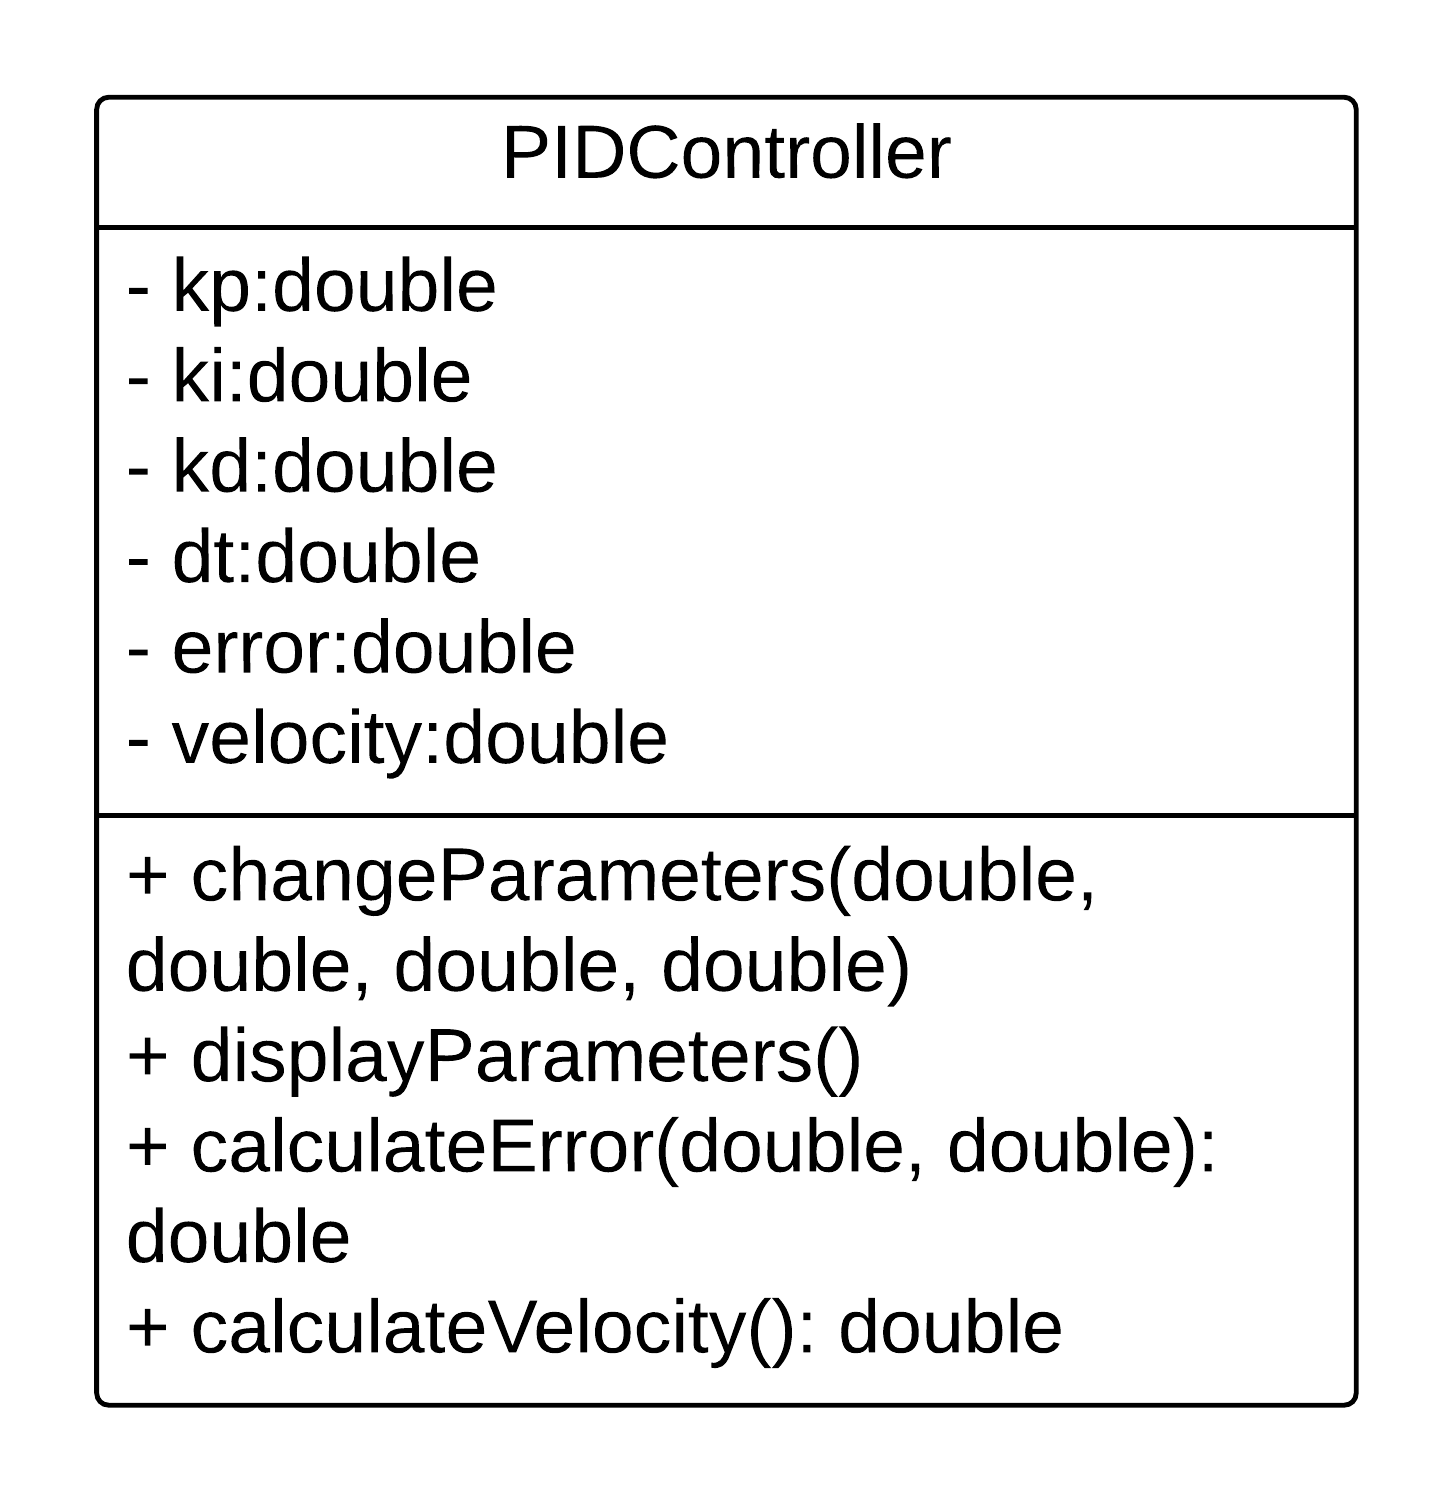 PIDController
- kp:double
- ki:double
- kd:double
- dt:double
- error:double
- velocity:double
+ changeParameters(double,
double, double, double)
+ displayParameters()
+ calculateError(double, double):
double
+ calculateVelocity(): double